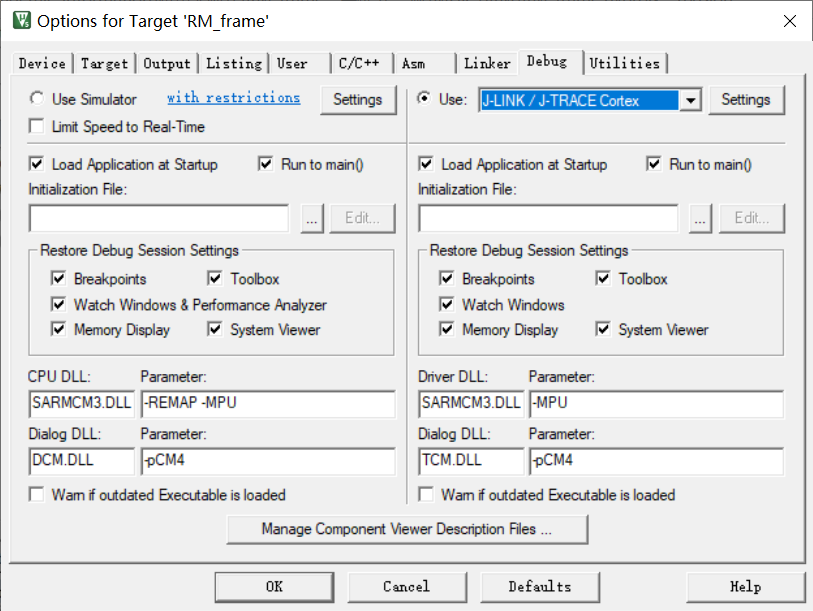 Options for Target 'RM_frame'
Device Target Output Listing User C/C++ Asm Linker Debug Utilities
Use Simulator with restrictions Settings Use: J-LINK / J-TRACE Cortex Settings
Limit Speed to Real-Time
Load Application at Startup Run to main() Load Application at Startup Run to main()
Initialization File: Initialization File:
... Edit... ... Edit...
Restore Debug Session Settings Restore Debug Session Settings
Breakpoints Toolbox Breakpoints Toolbox
Watch Windows & Performance Analyzer Watch Windows
Memory Display System Viewer Memory Display System Viewer
CPU DLL: Parameter: Driver DLL: Parameter:
SARMCM3.DLL -REMAP -MPU SARMCM3.DLL -MPU
Dialog DLL: Parameter: Dialog DLL: Parameter:
DCM.DLL -pCM4 TCM.DLL -pCM4
Warn if outdated Executable is loaded Warn if outdated Executable is loaded
Manage Component Viewer Description Files ...
OK Cancel Defaults Help